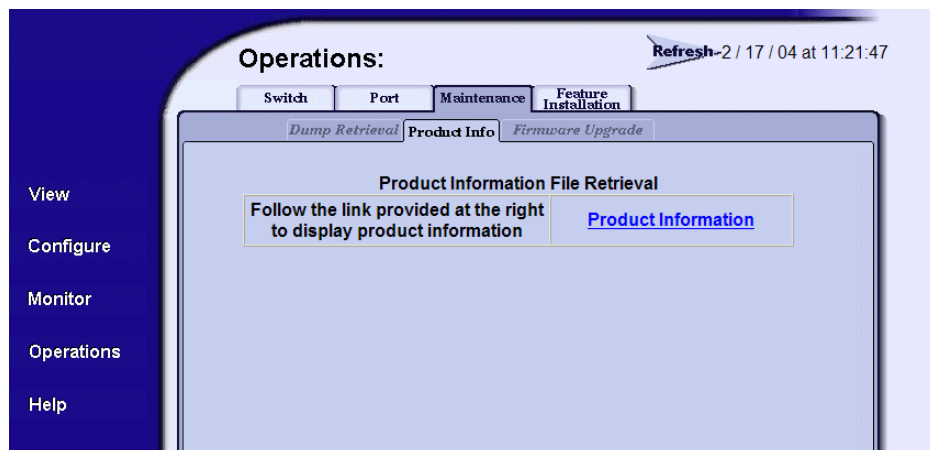 Operations:
Refresh-2 / 17 / 04 at 11:21:47
Switch
Port
Maintenance
Feature
Installation
Dump Retrieval
Product Info
Firmware Upgrade
View
Configure
Monitor
Operations
Help
Product Information File Retrieval
Follow the link provided at the right
to display product information
Product Information